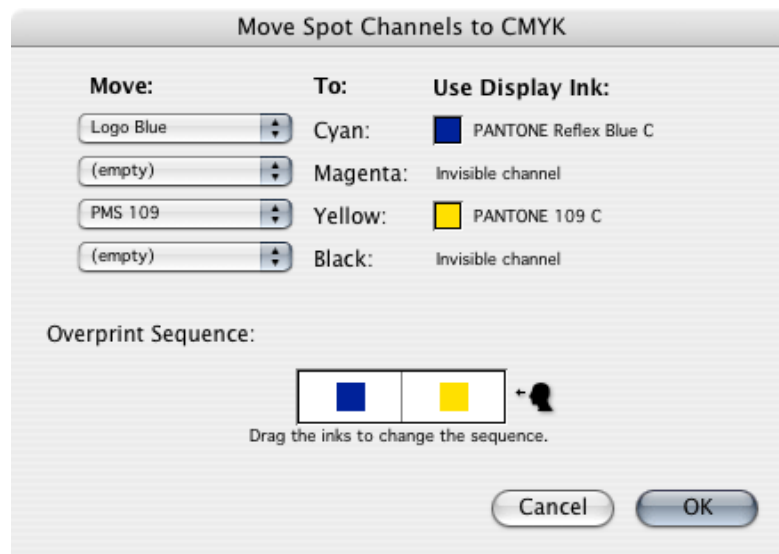 Move Spot Channels to CMYK
Move: To: Use Display Ink:
Logo Blue Cyan: PANTONE Reflex Blue C
(empty) Magenta: Invisible channel
PMS 109 Yellow: PANTONE 109 C
(empty) Black: Invisible channel
Overprint Sequence:
Drag the inks to change the sequence.
Cancel OK